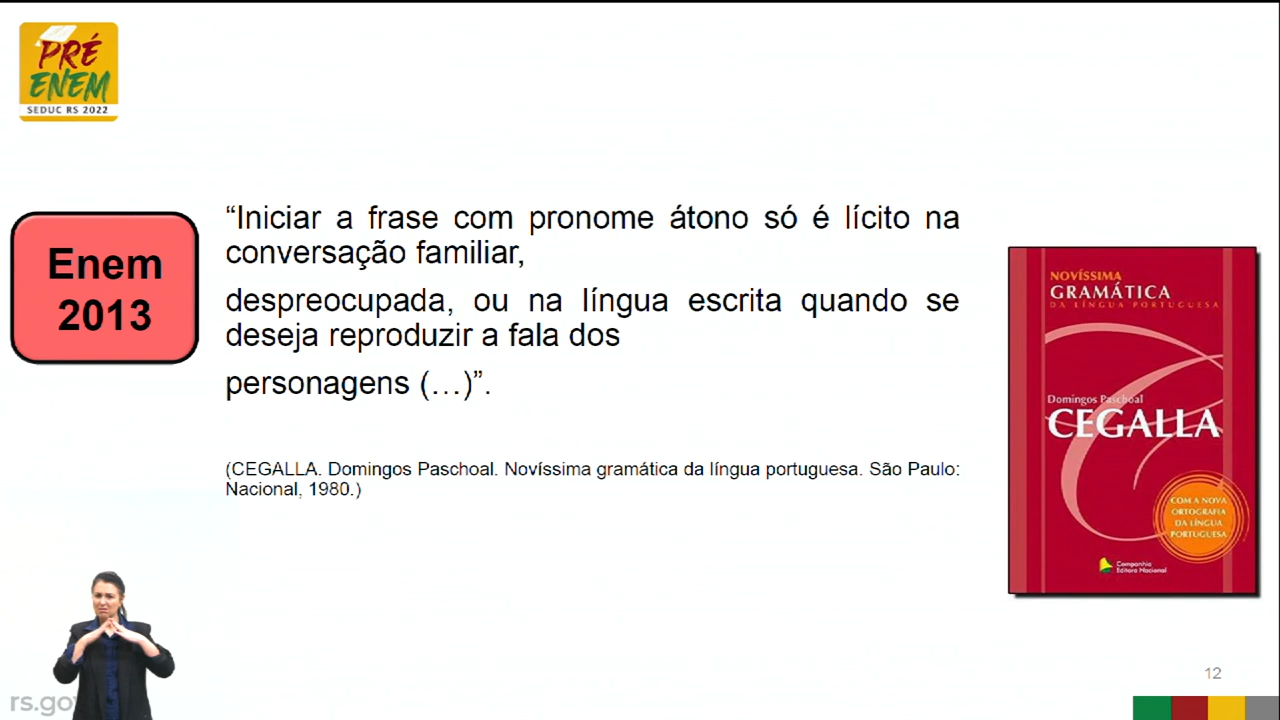 PRÉ
ENEM
SEDUC RS 2022
Enem
2013
“Iniciar a frase com pronome átono só é lícito na
conversação familiar,
despreocupada, ou na língua escrita quando se
deseja reproduzir a fala dos
personagens (…)”.
(CEGALLA. Domingos Paschoal. Novíssima gramática da língua portuguesa. São Paulo:
Nacional, 1980.)
NOVÍSSIMA
GRAMÁTICA
DA LÍNGUA PORTUGUESA
Domingos Paschoal
CEGALLA
COM A NOVA
ORTOGRAFIA
DA LÍNGUA
PORTUGUESA
Companhia
Editora Nacional
12
rs.gov